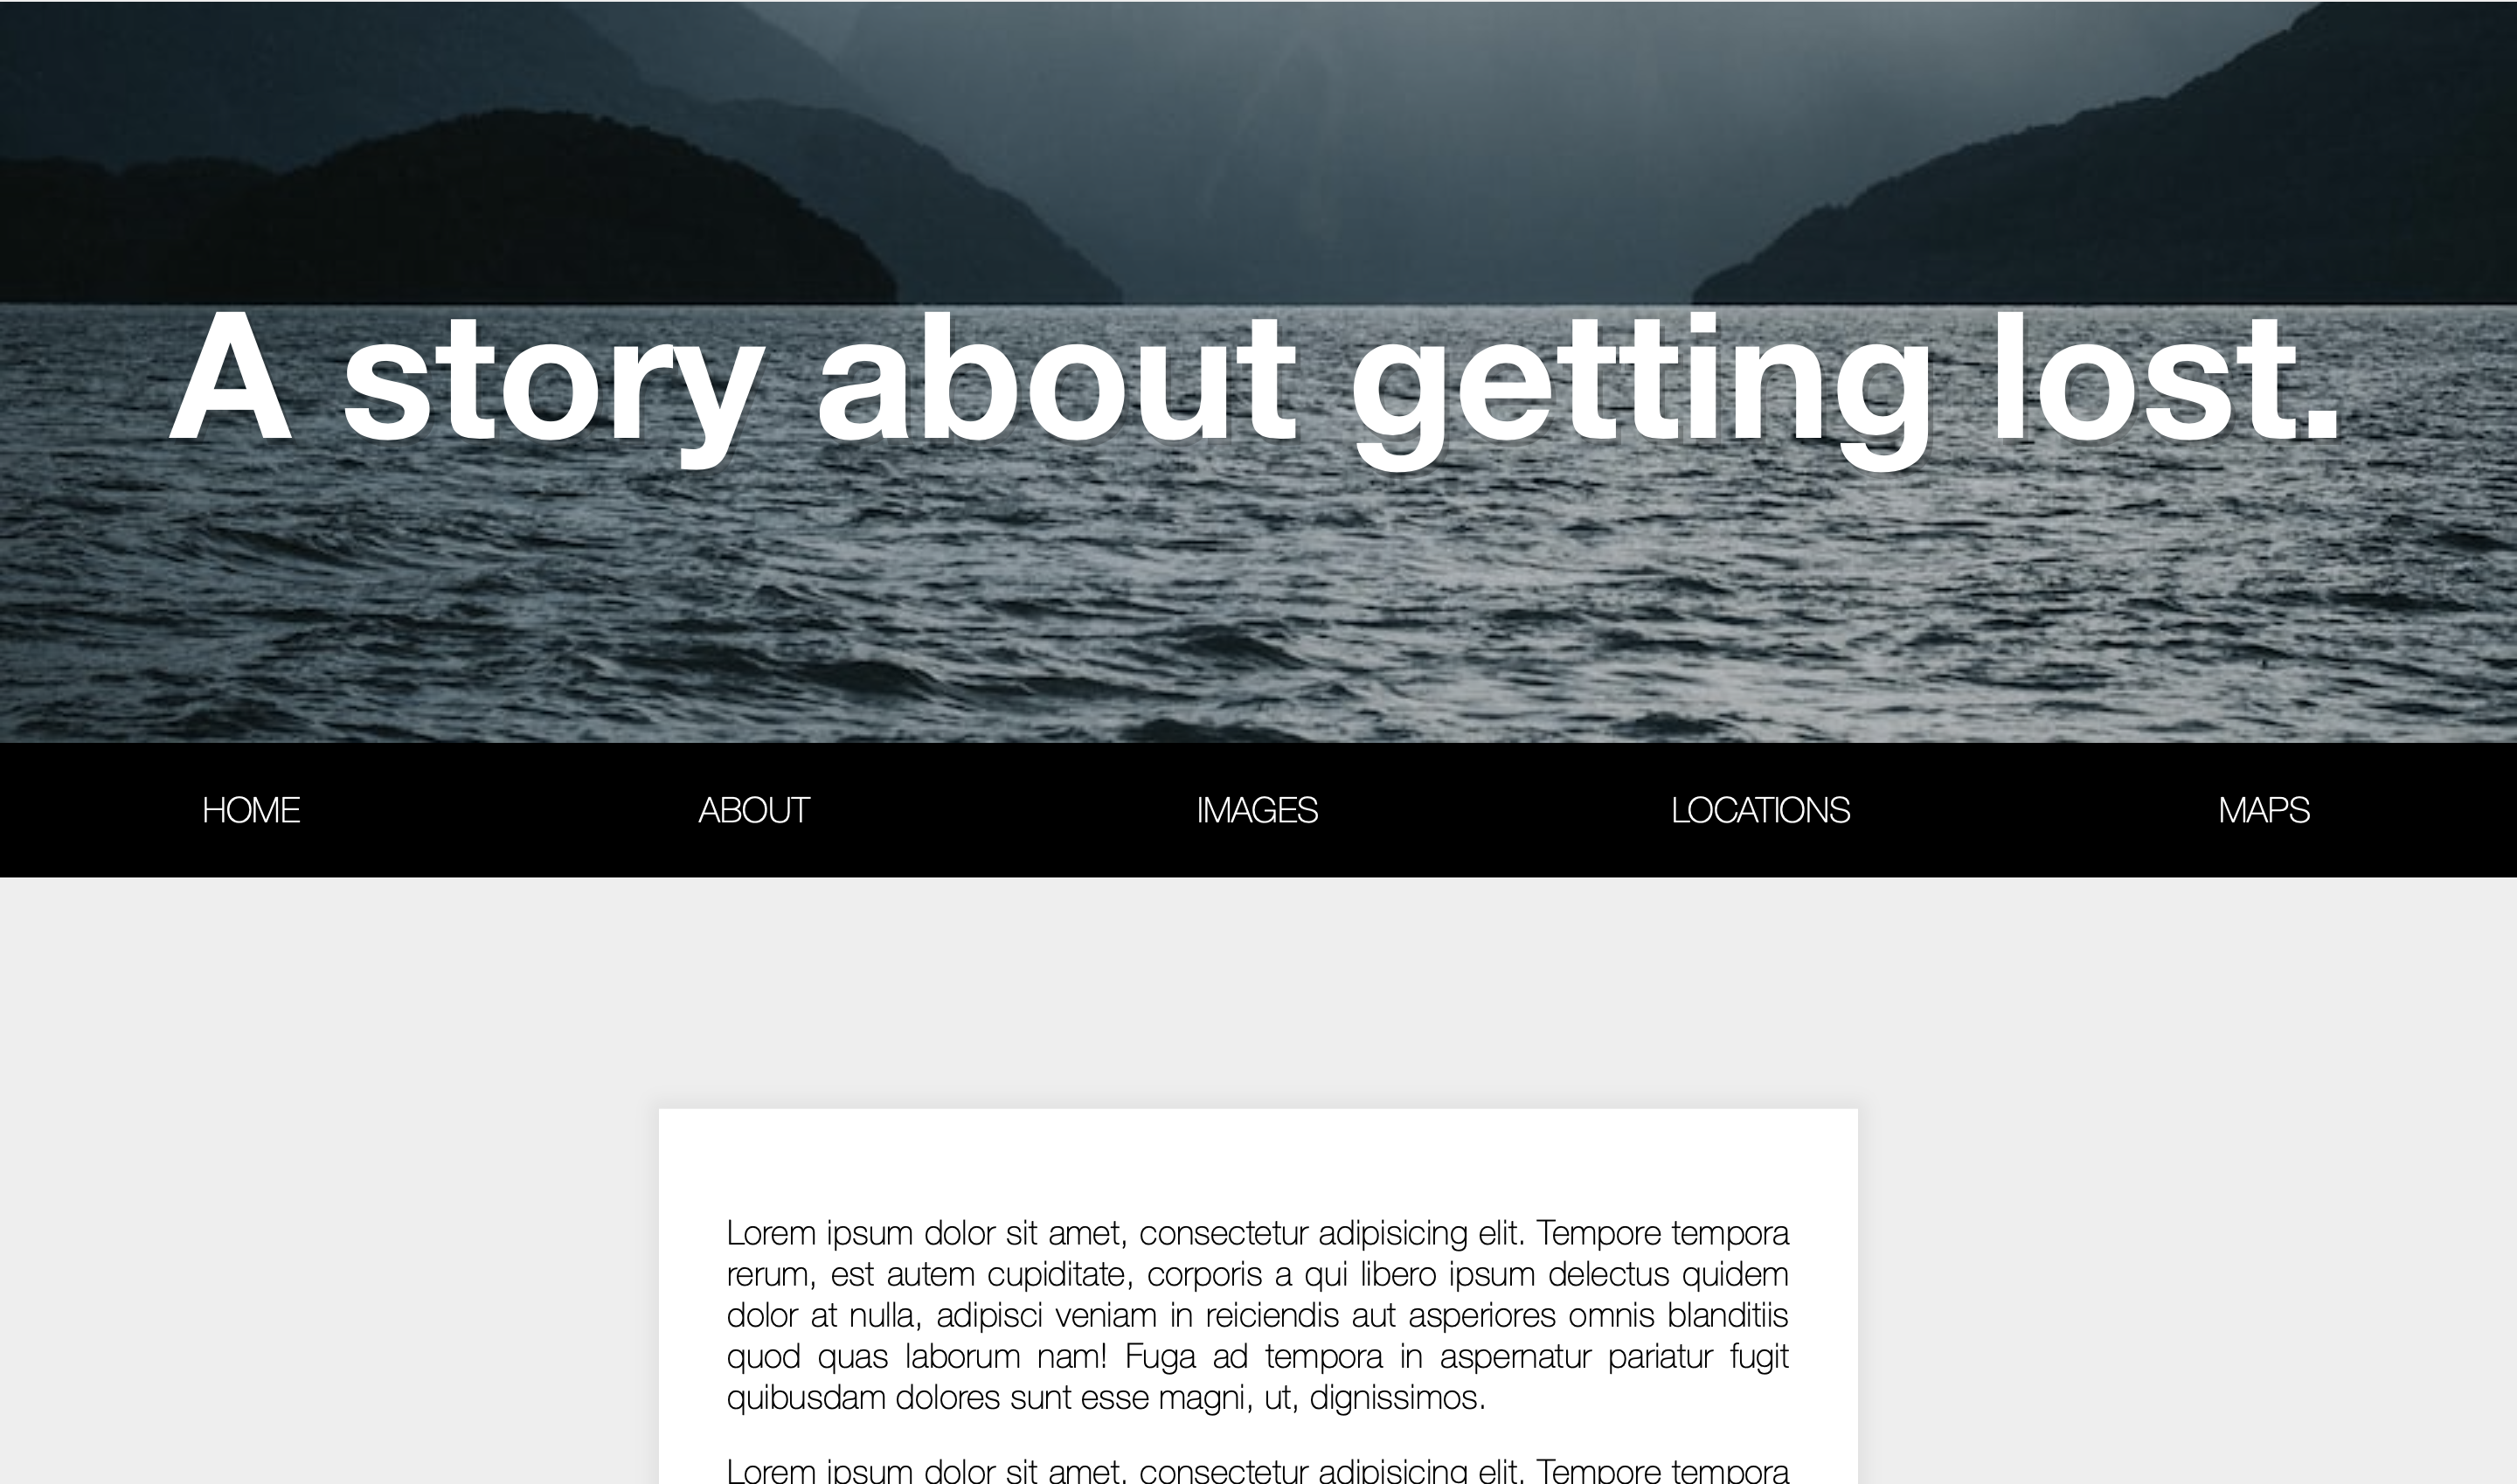 A story about getting lost.
HOME ABOUT IMAGES LOCATIONS MAPS
Lorem ipsum dolor sit amet, consectetur adipisicing elit. Tempore tempora
rerum, est autem cupiditate, corporis a qui libero ipsum delectus quidem
dolor at nulla, adipisci veniam in reiciendis aut asperiores omnis blanditiis
quod quas laborum nam! Fuga ad tempora in aspernatur pariatur fugit
quibusdam dolores sunt esse magni, ut, dignissimos.
Lorem ipsum dolor sit amet, consectetur adipisicing elit. Tempore tempora